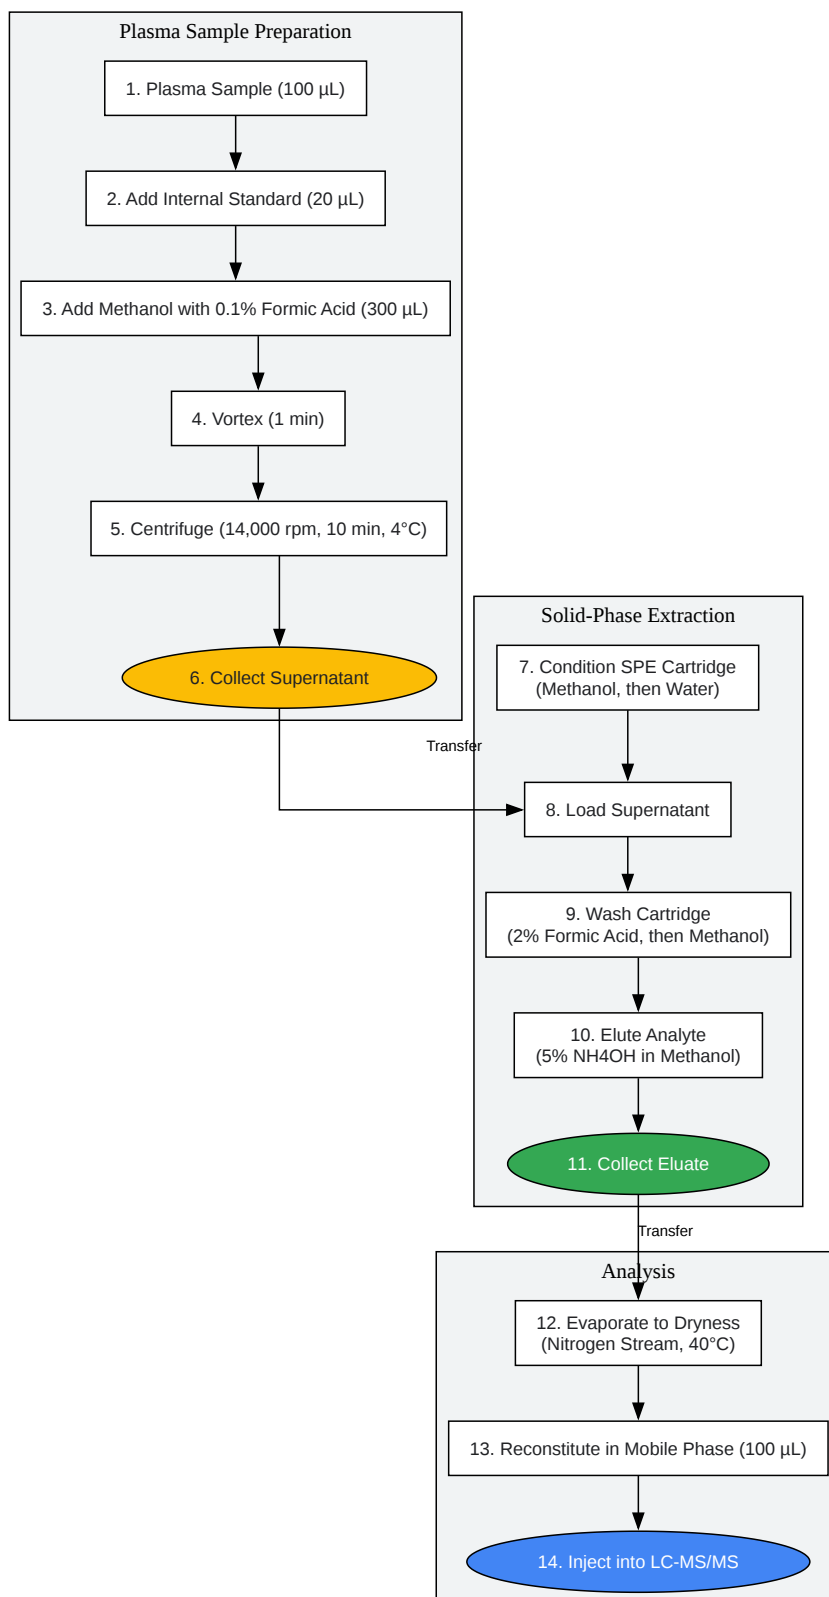 Plasma Sample Preparation
1. Plasma Sample (100 µL)
2. Add Internal Standard (20 µL)
3. Add Methanol with 0.1% Formic Acid (300 µL)
4. Vortex (1 min)
5. Centrifuge (14,000 rpm, 10 min, 4°C)
6. Collect Supernatant
Transfer
Solid-Phase Extraction
7. Condition SPE Cartridge
(Methanol, then Water)
8. Load Supernatant
9. Wash Cartridge
(2% Formic Acid, then Methanol)
10. Elute Analyte
(5% NH4OH in Methanol)
11. Collect Eluate
Transfer
Analysis
12. Evaporate to Dryness
(Nitrogen Stream, 40°C)
13. Reconstitute in Mobile Phase (100 µL)
14. Inject into LC-MS/MS